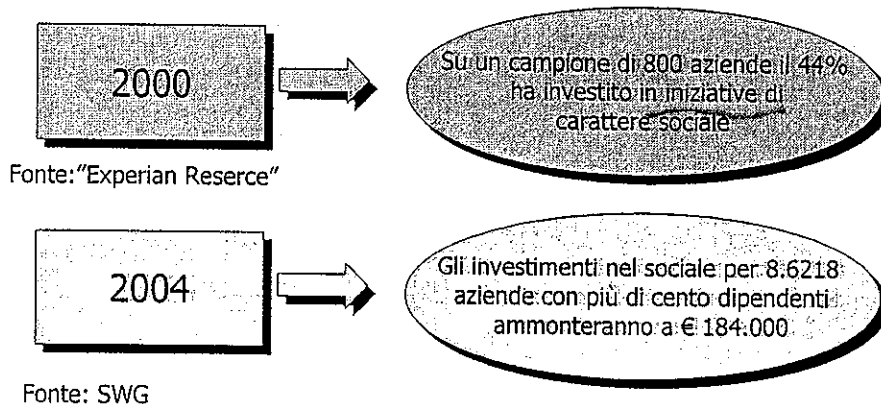 2000
Su un campione di 800 aziende il 44%
ha investito in iniziative di
carattere sociale
Fonte:"Experian Reserce"
2004
Gli investimenti nel sociale per 8.6218
aziende con più di cento dipendenti
ammonteranno a € 184.000
Fonte: SWG